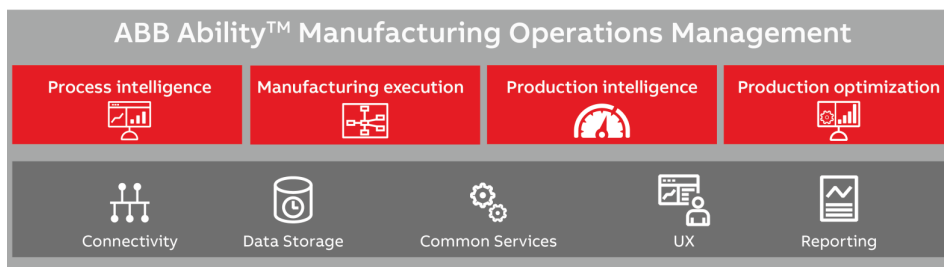 ABB Ability™ Manufacturing Operations Management
Process intelligence
Manufacturing execution
Production intelligence
Production optimization
Connectivity
Data Storage
Common Services
UX
Reporting